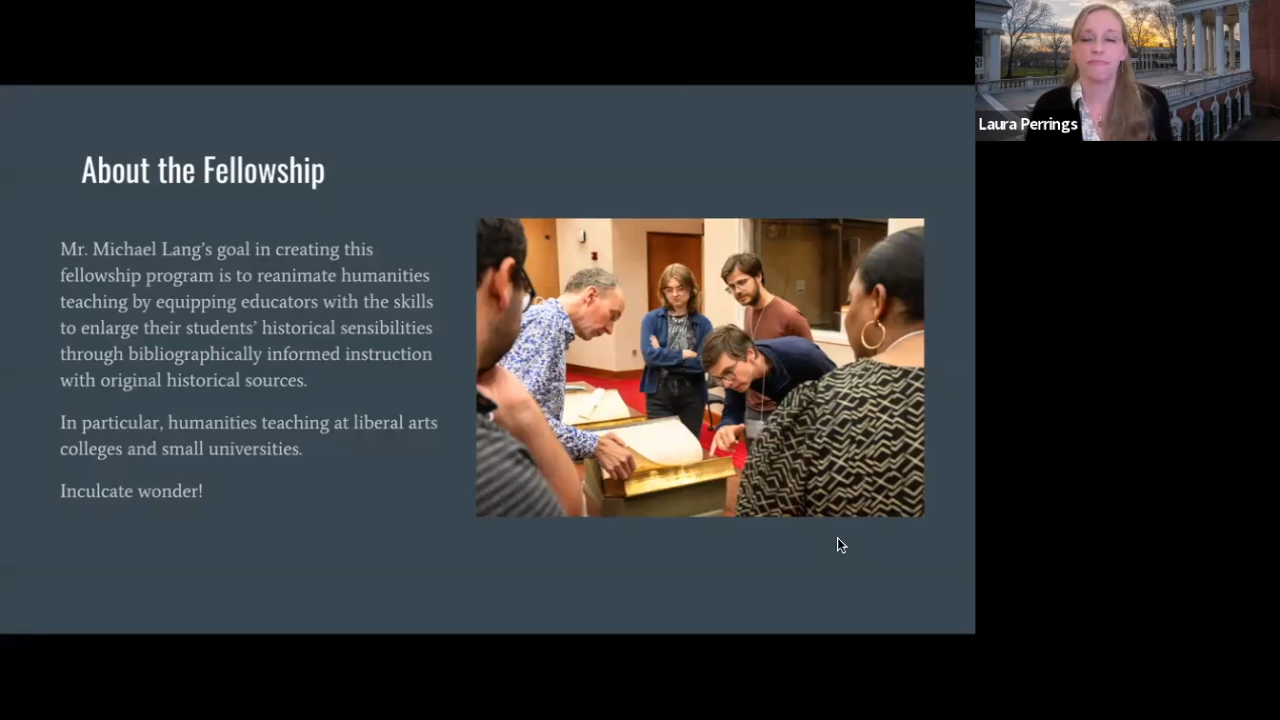 Laura Perrings
About the Fellowship
Mr. Michael Lang’s goal in creating this
fellowship program is to reanimate humanities
teaching by equipping educators with the skills
to enlarge their students’ historical sensibilities
through bibliographically informed instruction
with original historical sources.
In particular, humanities teaching at liberal arts
colleges and small universities.
Inculcate wonder!